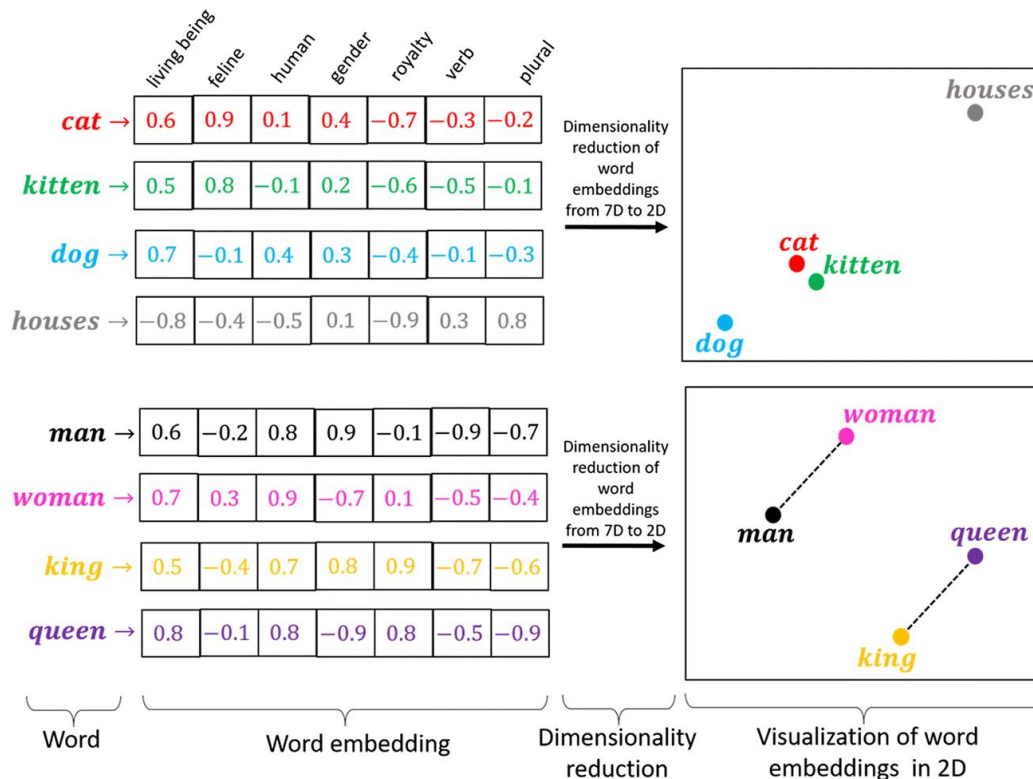 living being feline human gender royalty verb plural
cat → 0.6 0.9 0.1 0.4 −0.7 −0.3 −0.2
kitten → 0.5 0.8 −0.1 0.2 −0.6 −0.5 −0.1
dog → 0.7 −0.1 0.4 0.3 −0.4 −0.1 −0.3
houses → −0.8 −0.4 −0.5 0.1 −0.9 0.3 0.8
Dimensionality
reduction of
word
embeddings
from 7D to 2D
houses
cat
kitten
dog
man → 0.6 −0.2 0.8 0.9 −0.1 −0.9 −0.7
woman → 0.7 0.3 0.9 −0.7 0.1 −0.5 −0.4
king → 0.5 −0.4 0.7 0.8 0.9 −0.7 −0.6
queen → 0.8 −0.1 0.8 −0.9 0.8 −0.5 −0.9
Dimensionality
reduction of
word
embeddings
from 7D to 2D
woman
man
queen
king
Word
Word embedding
Dimensionality
reduction
Visualization of word
embeddings in 2D